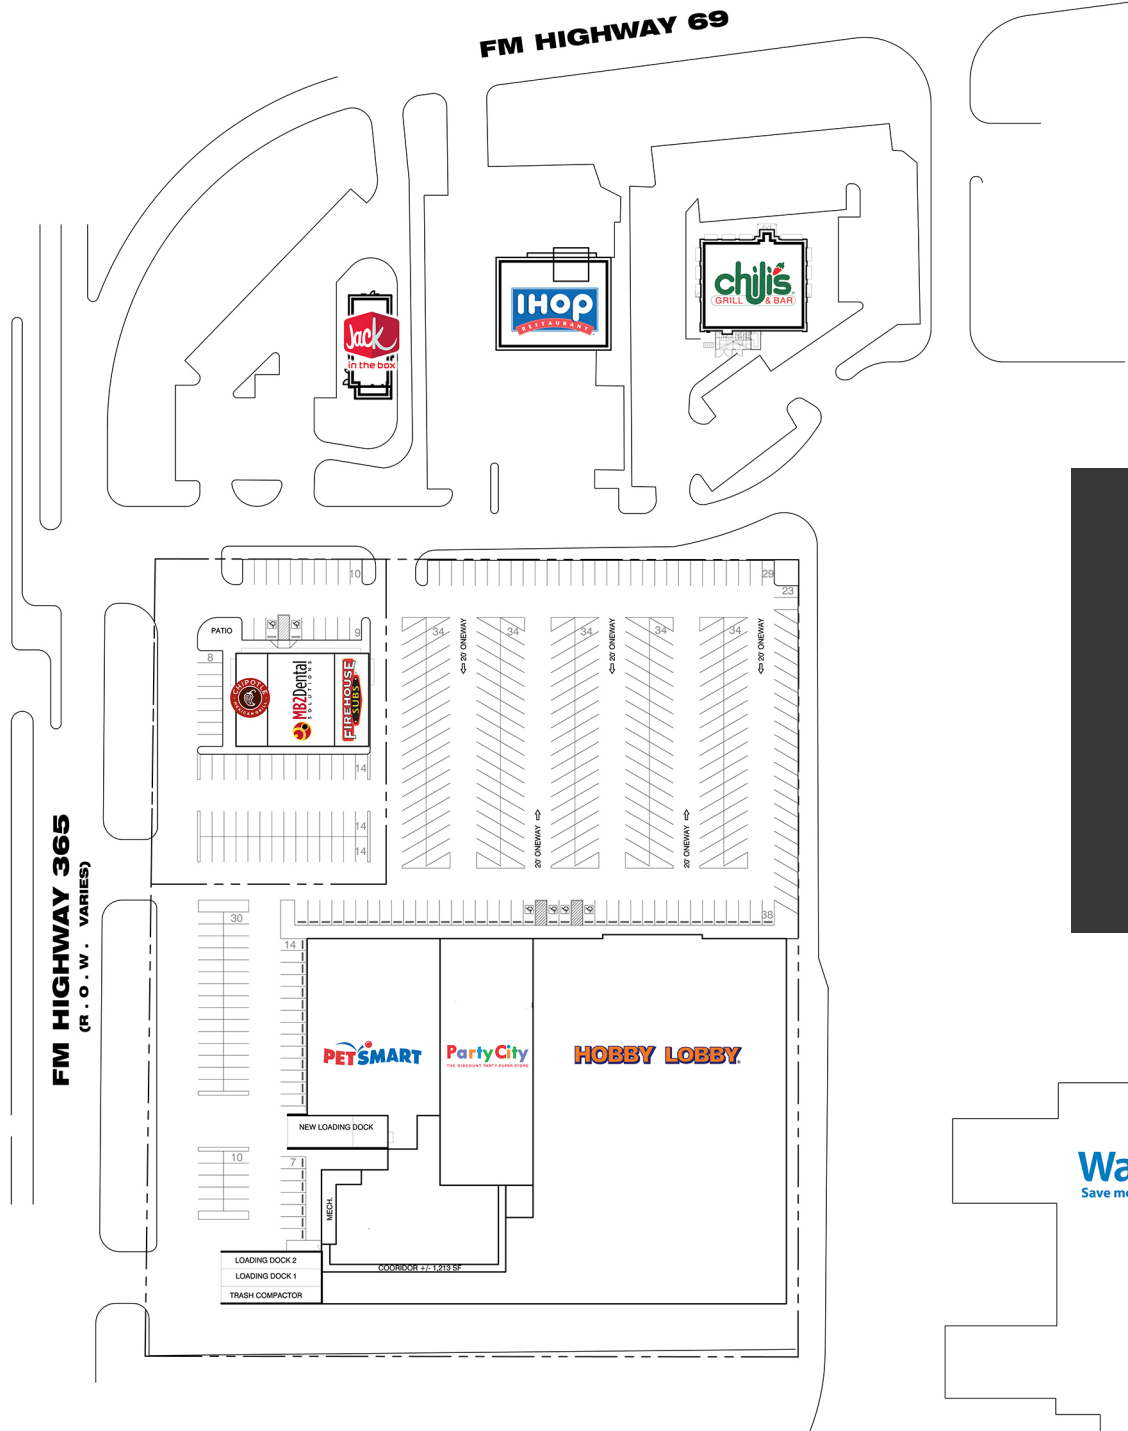 FM HIGHWAY 69
chili's
GRILL & BAR
IHOP
RESTAURANT
Jack
in the box
10
29
23
PATIO
9
8
34
34
34
34
34
20' ONEWAY
20' ONEWAY
20' ONEWAY
CHIPOTLE
MEXICAN GRILL
MB2Dental
SOLUTIONS
FIREHOUSE
SUBS
14
14
14
20' ONEWAY
20' ONEWAY
FM HIGHWAY 365
(R.O.W. VARIES)
30
38
14
PETSMART
PartyCity
THE DISCOUNT PARTY SUPER STORE
HOBBY LOBBY
NEW LOADING DOCK
10
7
Wa
Save mo
MECH.
LOADING DOCK 2
COORIDOR +/- 1,213 SF
LOADING DOCK 1
TRASH COMPACTOR